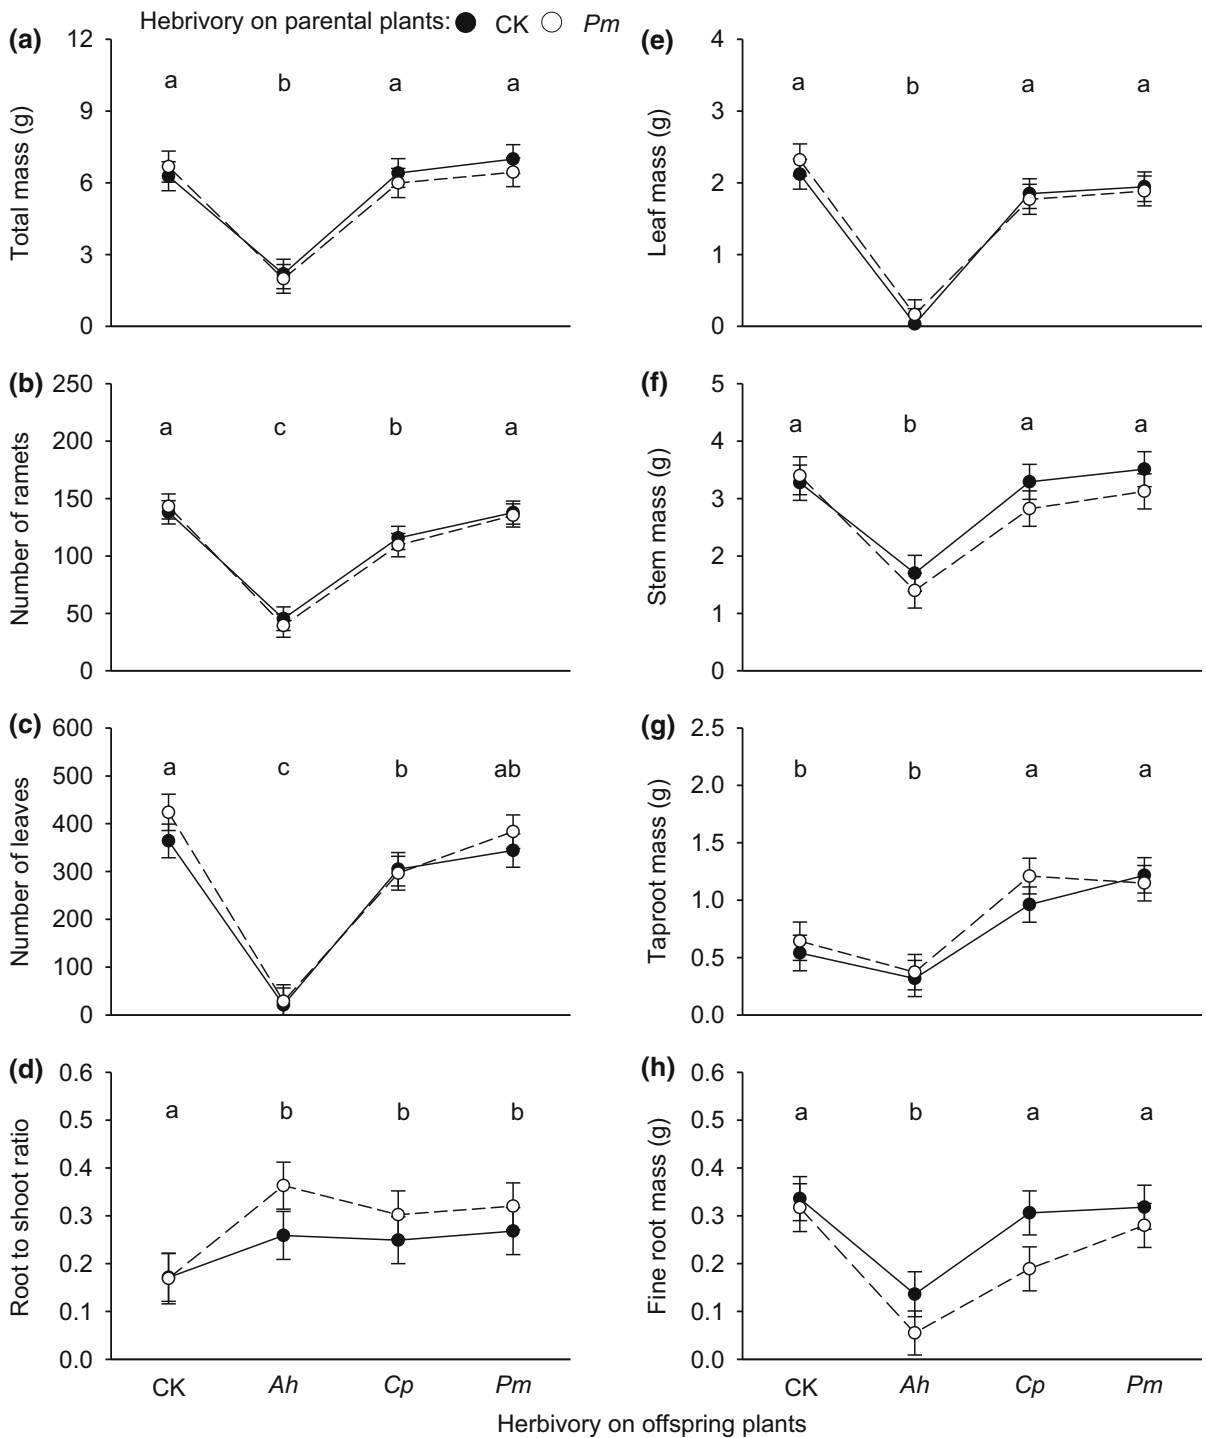 Hebrivory on parental plants: CK Pm
(a)
12
9
6
3
0
Total mass (g)
a b a a
(e)
4
3
2
1
0
Leaf mass (g)
a b a a
(b)
250
200
150
100
50
0
Number of ramets
a c b a
(f)
5
4
3
2
1
0
Stem mass (g)
a b a a
(c)
600
500
400
300
200
100
0
Number of leaves
a c b ab
(g)
2.5
2.0
1.5
1.0
0.5
0.0
Taproot mass (g)
b b a a
(d)
0.6
0.5
0.4
0.3
0.2
0.1
0.0
Root to shoot ratio
a b b b
CK Ah Cp Pm
(h)
0.6
0.5
0.4
0.3
0.2
0.1
0.0
Fine root mass (g)
a b a a
CK Ah Cp Pm
Herbivory on offspring plants